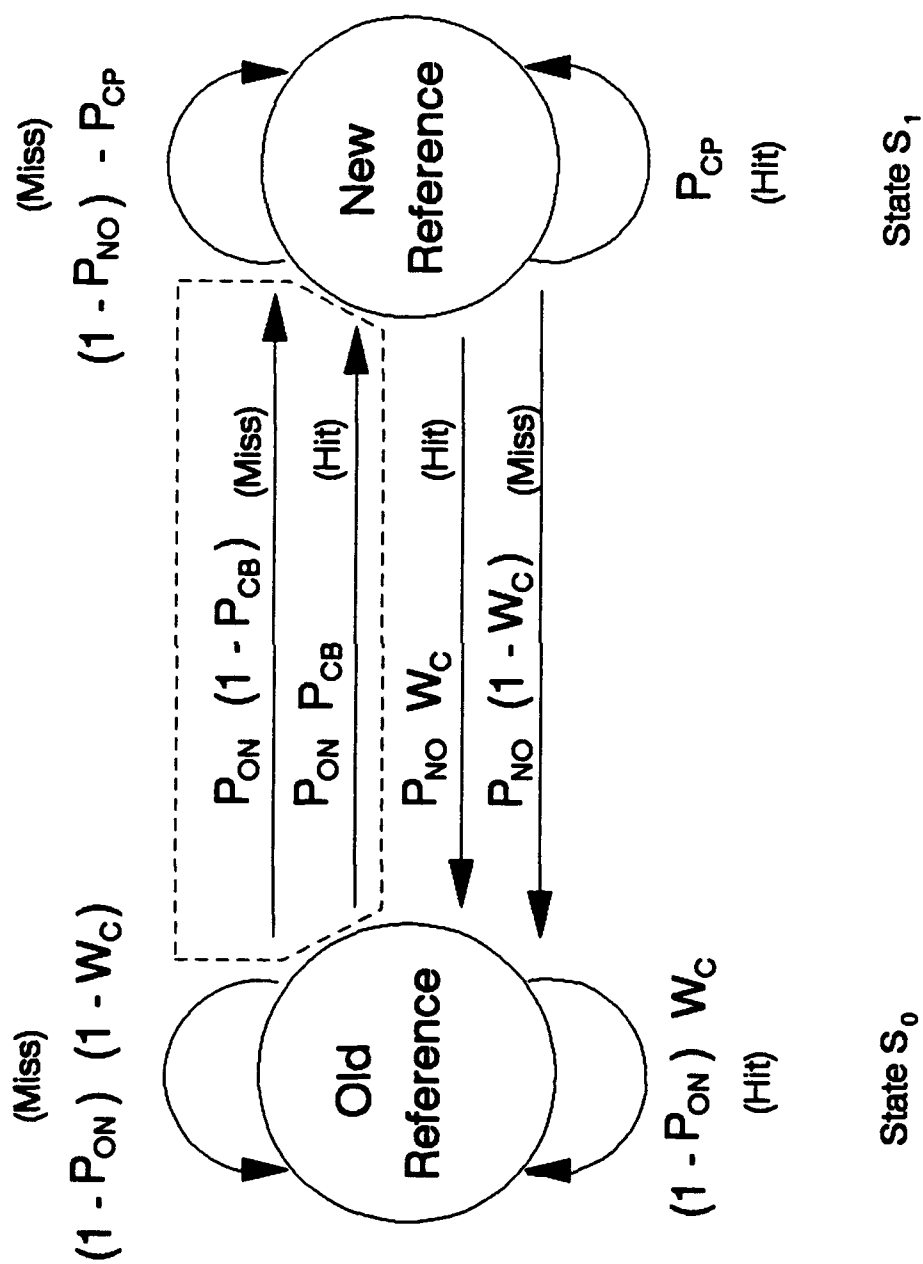 (Miss)
(1 - P_ON) (1 - W_C)
(Miss)
(1 - P_NO) - P_CP
P_ON (1 - P_CB) (Miss)
P_ON P_CB (Hit)
Old
Reference
New
Reference
P_NO W_C (Hit)
P_NO (1 - W_C) (Miss)
(1 - P_ON) W_C
(Hit)
P_CP
(Hit)
State S_0
State S_1